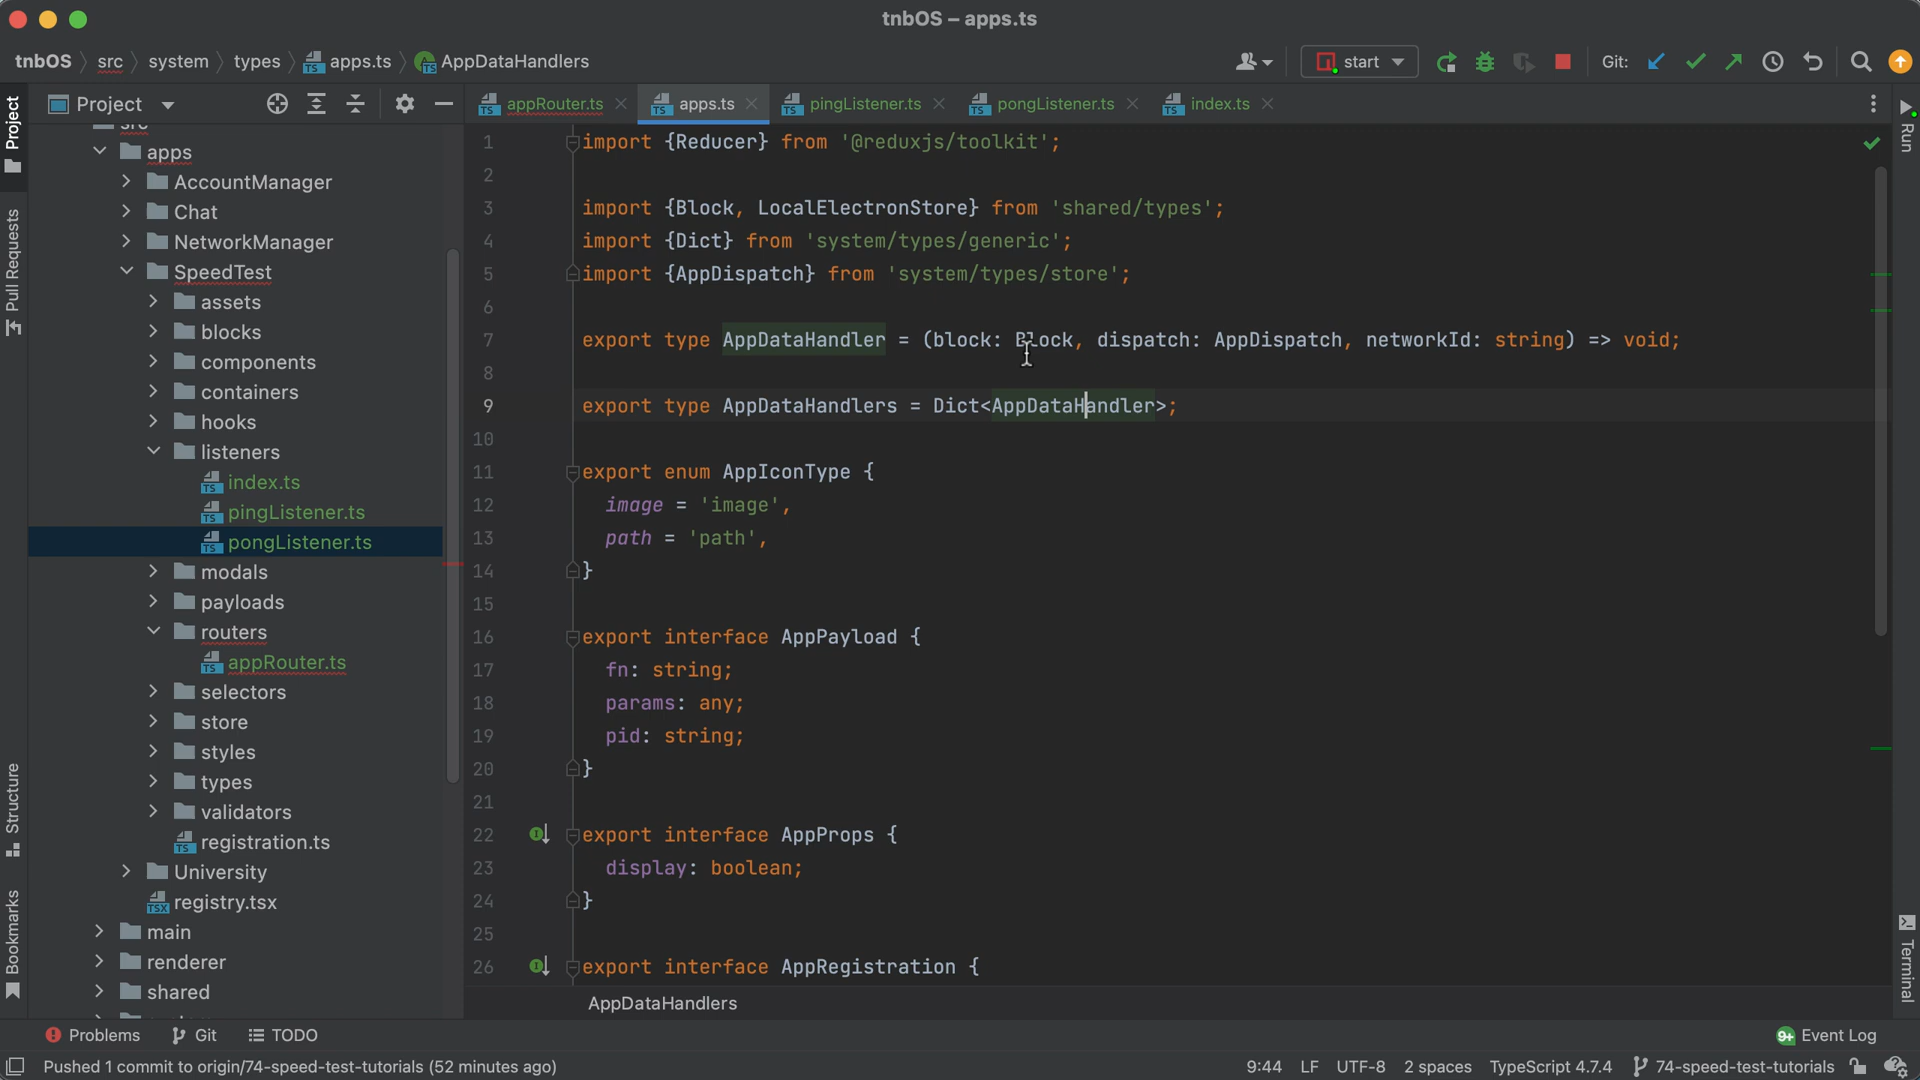 tnbOS – apps.ts
tnbOS src system types apps.ts AppDataHandlers
start Git:
Project
appRouter.ts apps.ts pingListener.ts pongListener.ts index.ts
Project
Pull Requests
Structure
Bookmarks
src
apps
AccountManager
Chat
NetworkManager
SpeedTest
assets
blocks
components
containers
hooks
listeners
index.ts
pingListener.ts
pongListener.ts
modals
payloads
routers
appRouter.ts
selectors
store
styles
types
validators
registration.ts
University
registry.tsx
main
renderer
shared
1 import {Reducer} from '@reduxjs/toolkit';
2
3 import {Block, LocalElectronStore} from 'shared/types';
4 import {Dict} from 'system/types/generic';
5 import {AppDispatch} from 'system/types/store';
6
7 export type AppDataHandler = (block: Block, dispatch: AppDispatch, networkId: string) => void;
8
9 export type AppDataHandlers = Dict<AppDataHandler>;
10
11 export enum AppIconType {
12 image = 'image',
13 path = 'path',
14 }
15
16 export interface AppPayload {
17 fn: string;
18 params: any;
19 pid: string;
20 }
21
22 export interface AppProps {
23 display: boolean;
24 }
25
26 export interface AppRegistration {
AppDataHandlers
Run
Terminal
Problems Git TODO
9+ Event Log
Pushed 1 commit to origin/74-speed-test-tutorials (52 minutes ago)
9:44 LF UTF-8 2 spaces TypeScript 4.7.4 74-speed-test-tutorials